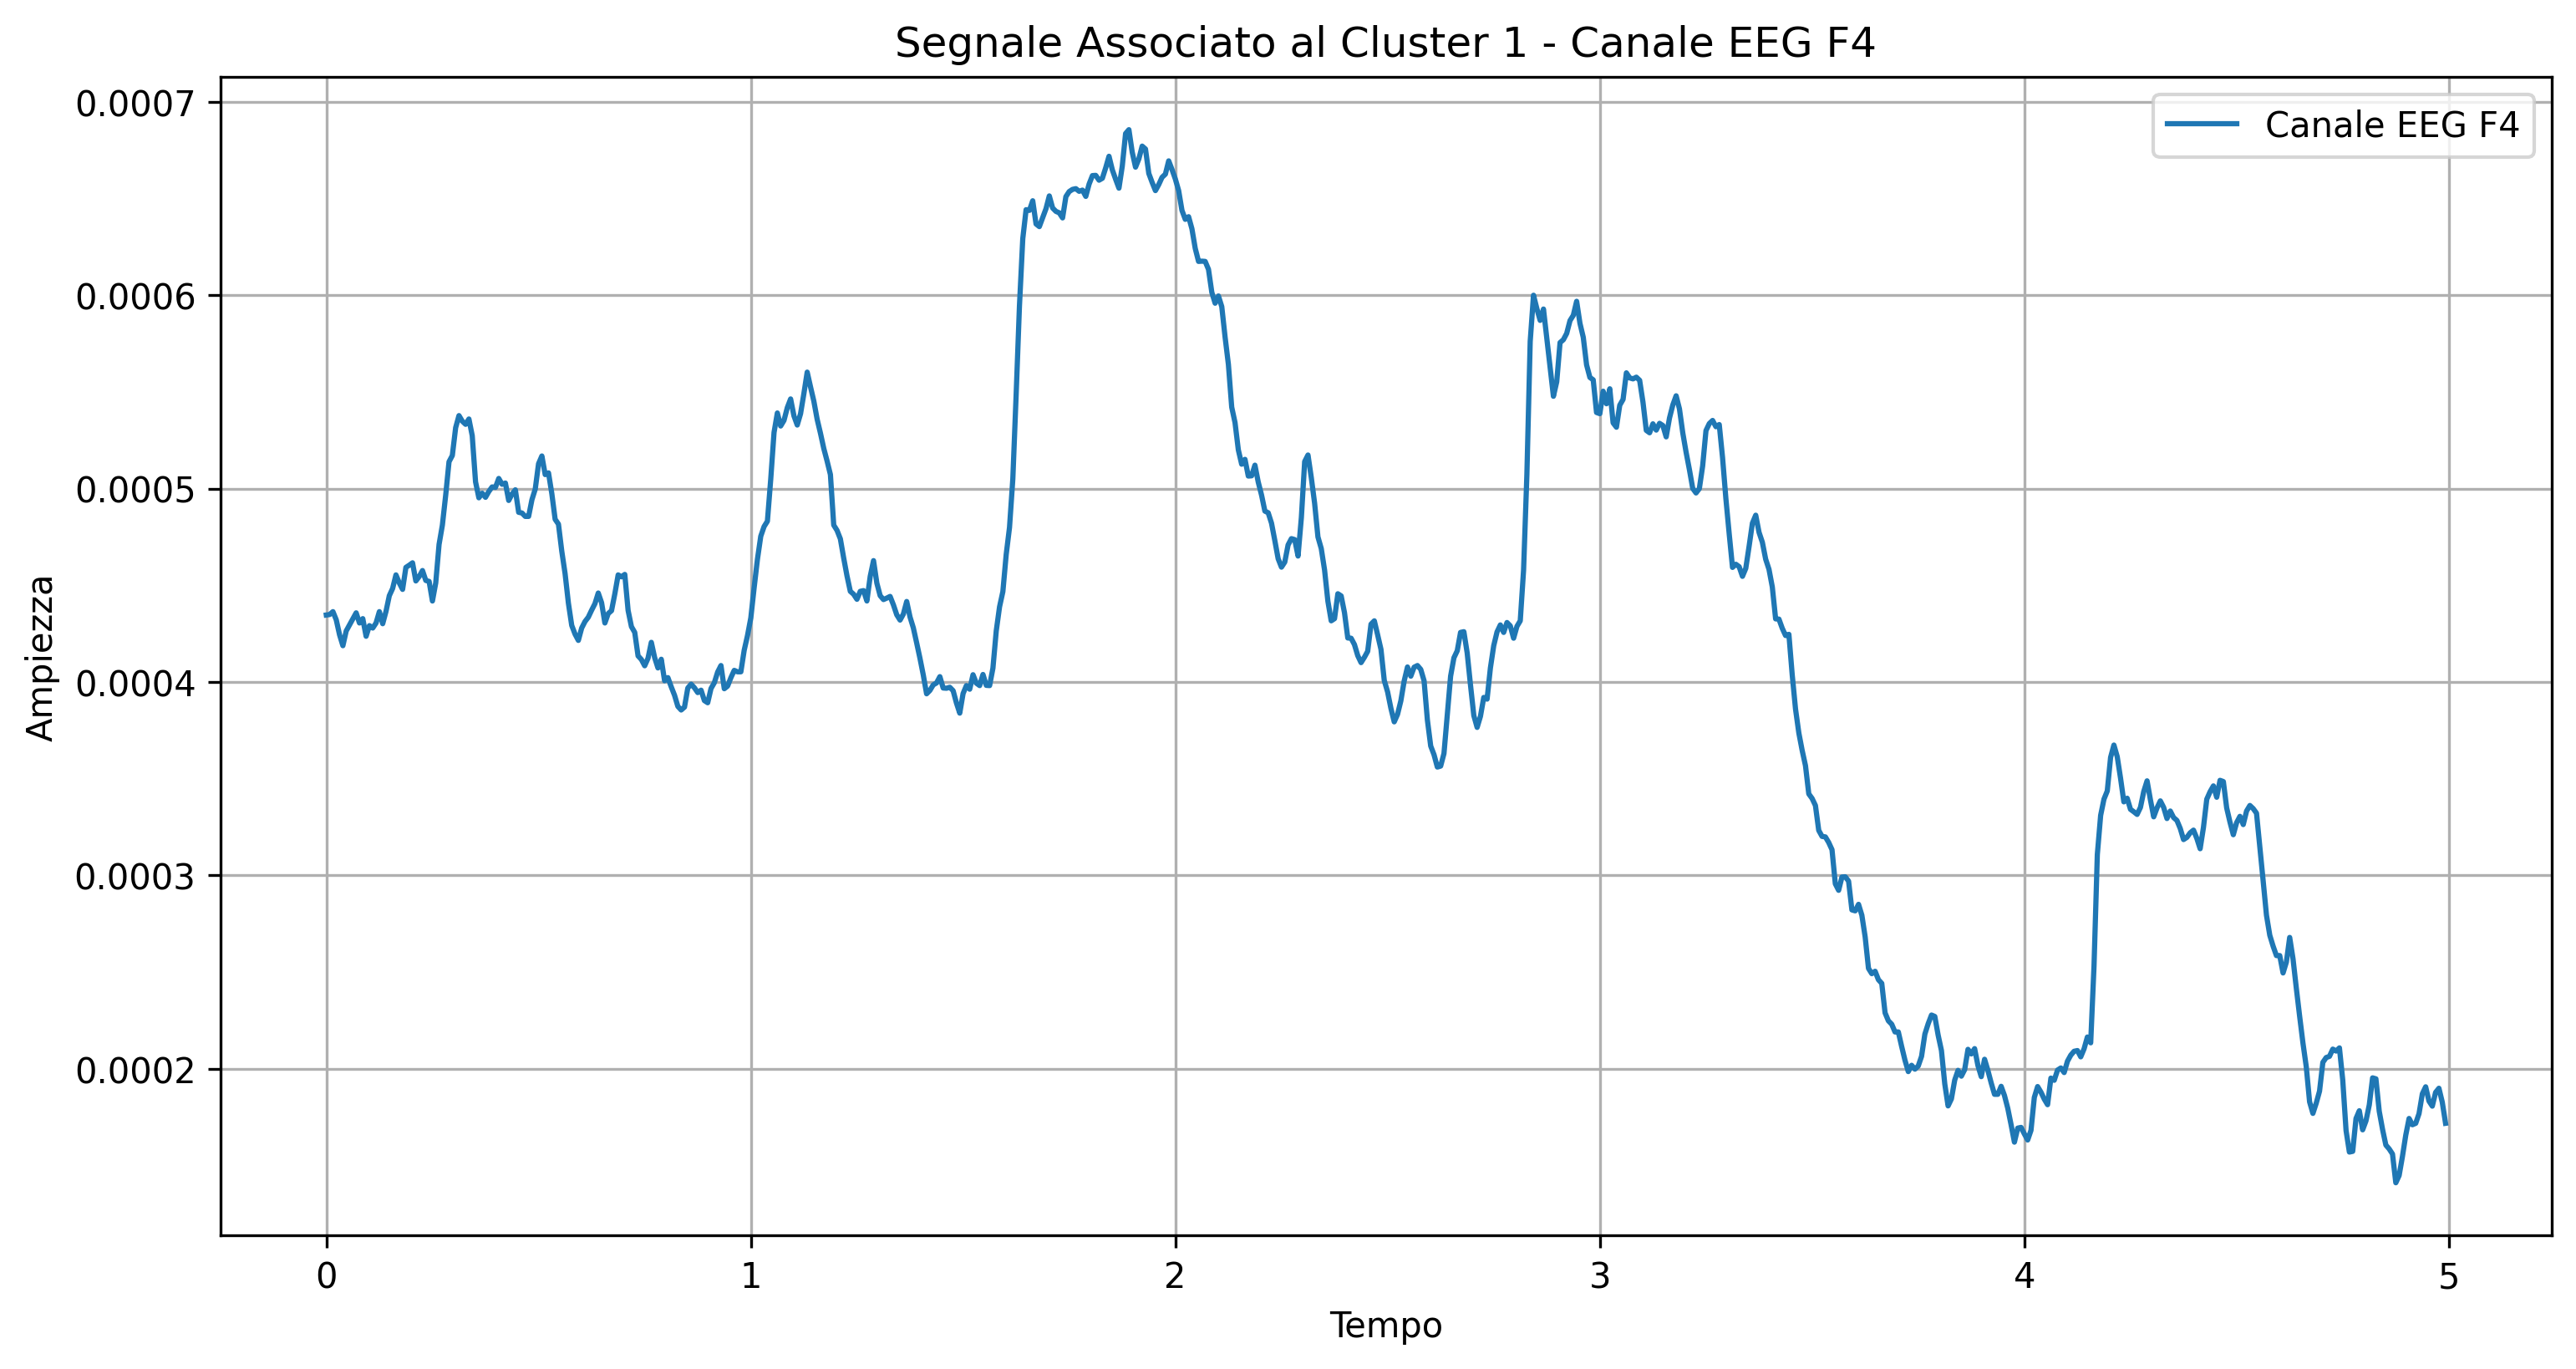 Segnale Associato al Cluster 1 - Canale EEG F4
Canale EEG F4
0.0007
0.0006
0.0005
0.0004
0.0003
0.0002
Ampiezza
0 1 2 3 4 5
Tempo